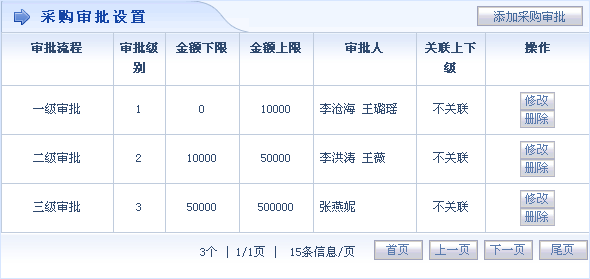 采购审批设置 添加采购审批
审批流程 审批级别 金额下限 金额上限 审批人 关联上下级 操作
一级审批 1 0 10000 李沧海 王璐瑶 不关联 修改 删除
二级审批 2 10000 50000 李洪涛 王薇 不关联 修改 删除
三级审批 3 50000 500000 张燕妮 不关联 修改 删除
3个 | 1/1页 | 15条信息/页 首页 上一页 下一页 尾页